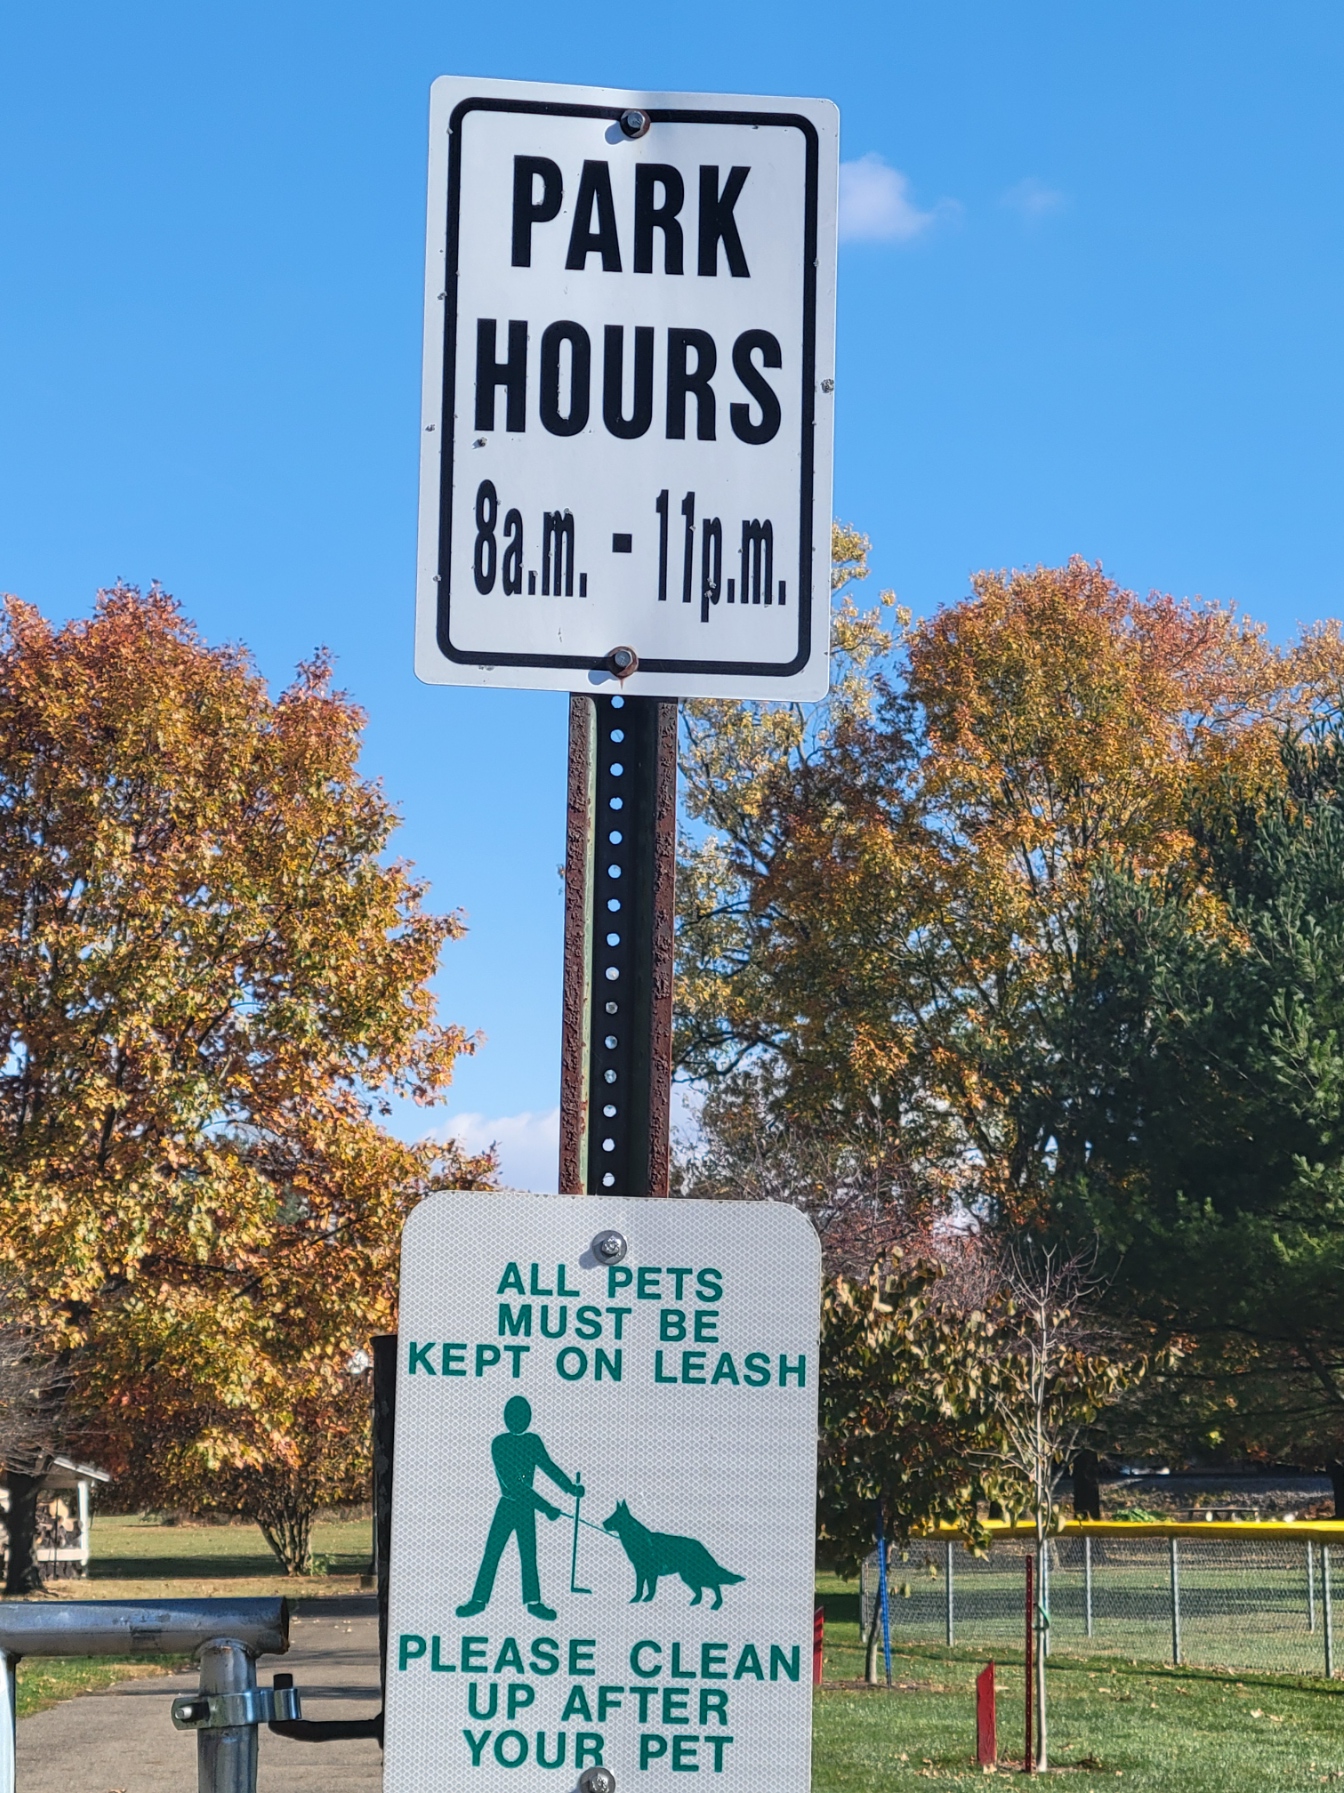 PARK
HOURS
8a.m. - 11p.m.
ALL PETS
MUST BE
KEPT ON LEASH
PLEASE CLEAN
UP AFTER
YOUR PET